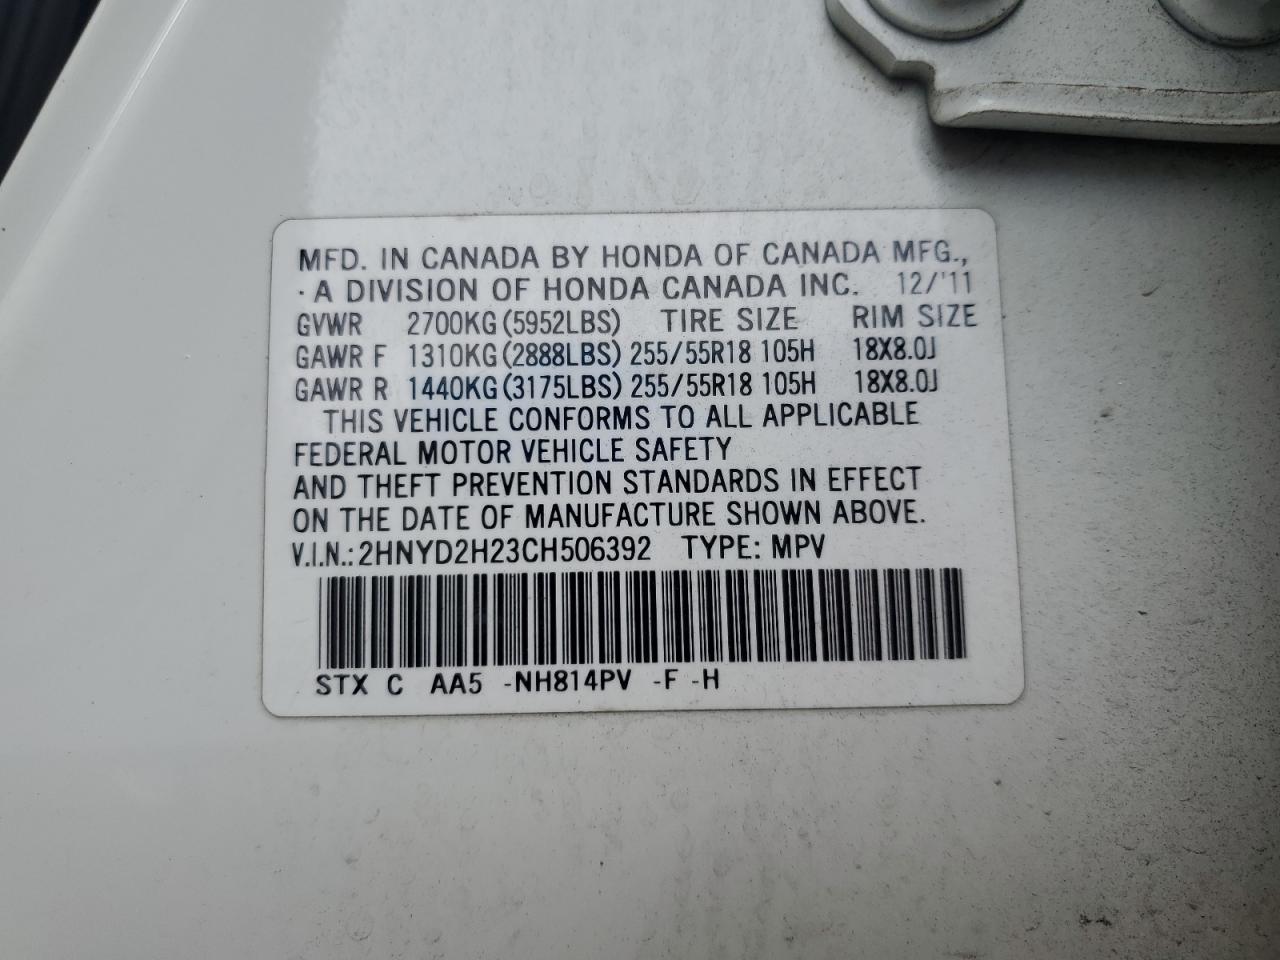 MFD. IN CANADA BY HONDA OF CANADA MFG.,
· A DIVISION OF HONDA CANADA INC. 12/'11
GVWR 2700KG(5952LBS) TIRE SIZE RIM SIZE
GAWR F 1310KG(2888LBS) 255/55R18 105H 18X8.0J
GAWR R 1440KG(3175LBS) 255/55R18 105H 18X8.0J
THIS VEHICLE CONFORMS TO ALL APPLICABLE
FEDERAL MOTOR VEHICLE SAFETY
AND THEFT PREVENTION STANDARDS IN EFFECT
ON THE DATE OF MANUFACTURE SHOWN ABOVE.
V.I.N.: 2HNYD2H23CH506392 TYPE: MPV
STX C AA5 -NH814PV -F -H